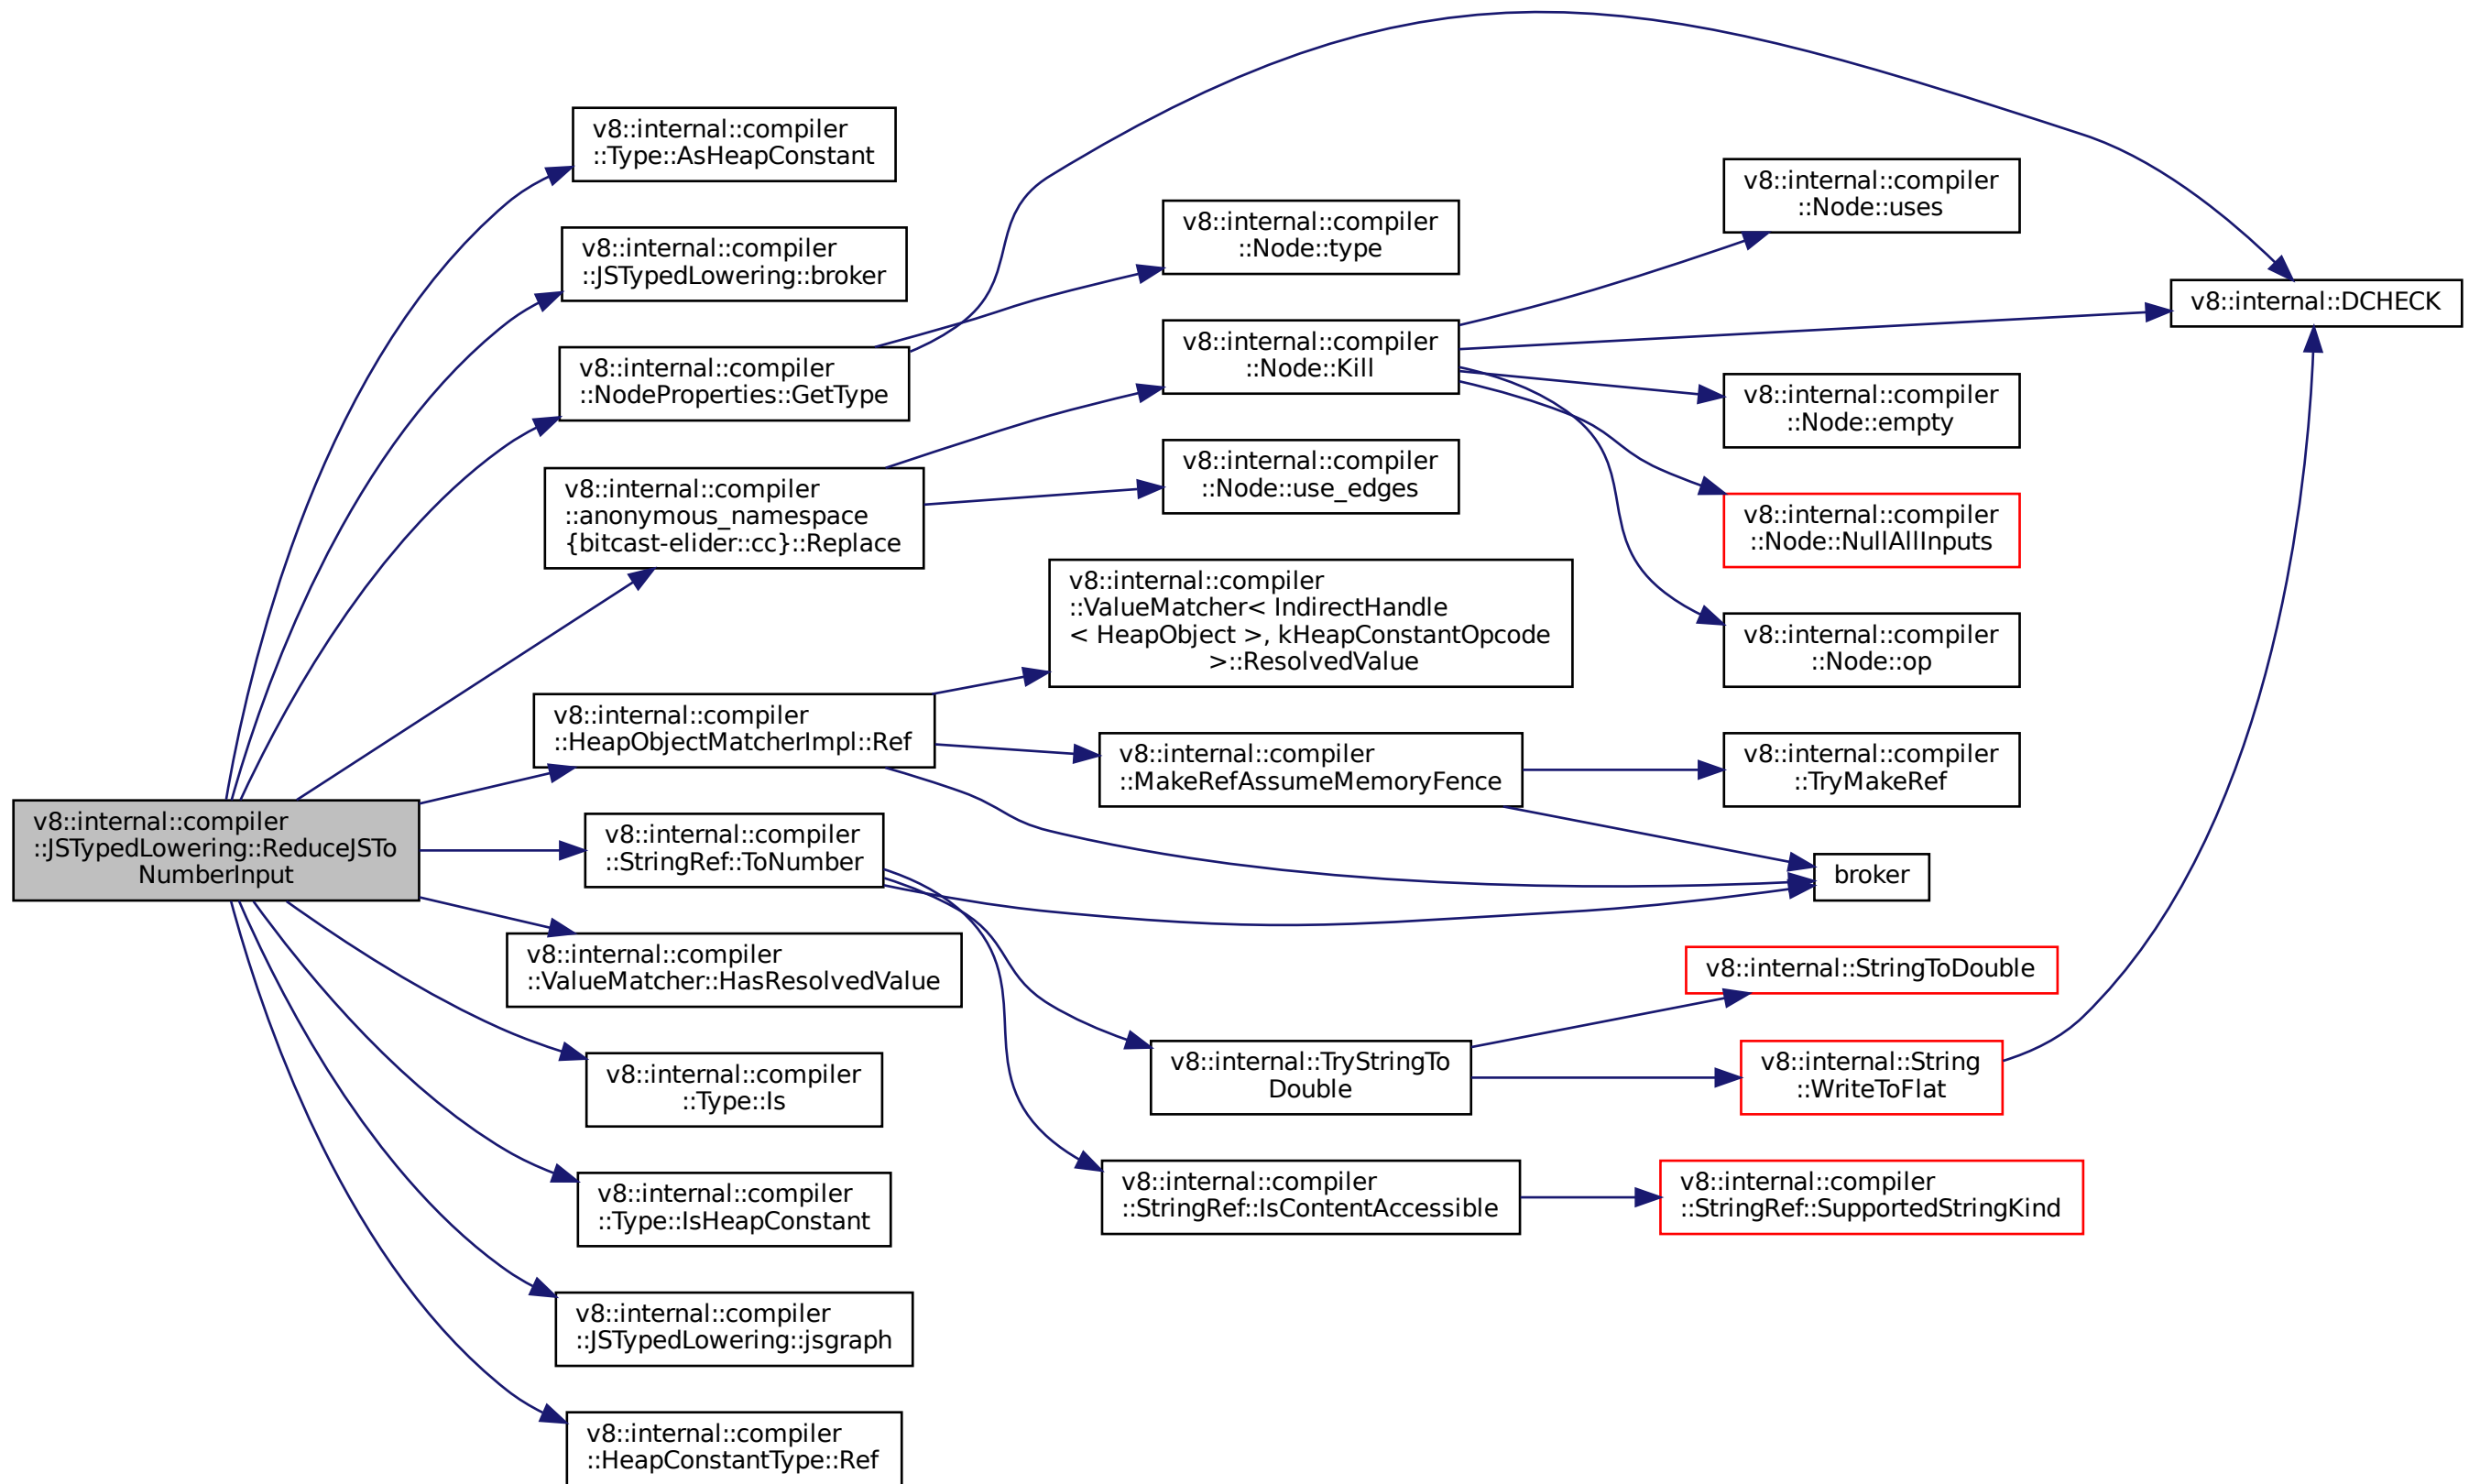 v8::internal::compiler
::JSTypedLowering::ReduceJSTo
NumberInput
v8::internal::compiler
::Type::AsHeapConstant
v8::internal::compiler
::JSTypedLowering::broker
v8::internal::compiler
::NodeProperties::GetType
v8::internal::compiler
::anonymous_namespace
{bitcast-elider::cc}::Replace
v8::internal::compiler
::HeapObjectMatcherImpl::Ref
v8::internal::compiler
::StringRef::ToNumber
v8::internal::compiler
::ValueMatcher::HasResolvedValue
v8::internal::compiler
::Type::Is
v8::internal::compiler
::Type::IsHeapConstant
v8::internal::compiler
::JSTypedLowering::jsgraph
v8::internal::compiler
::HeapConstantType::Ref
v8::internal::compiler
::Node::type
v8::internal::compiler
::Node::Kill
v8::internal::compiler
::Node::use_edges
v8::internal::compiler
::ValueMatcher< IndirectHandle
< HeapObject >, kHeapConstantOpcode
>::ResolvedValue
v8::internal::compiler
::MakeRefAssumeMemoryFence
v8::internal::TryStringTo
Double
v8::internal::compiler
::StringRef::IsContentAccessible
v8::internal::compiler
::Node::uses
v8::internal::compiler
::Node::empty
v8::internal::compiler
::Node::NullAllInputs
v8::internal::compiler
::Node::op
v8::internal::compiler
::TryMakeRef
broker
v8::internal::StringToDouble
v8::internal::String
::WriteToFlat
v8::internal::compiler
::StringRef::SupportedStringKind
v8::internal::DCHECK